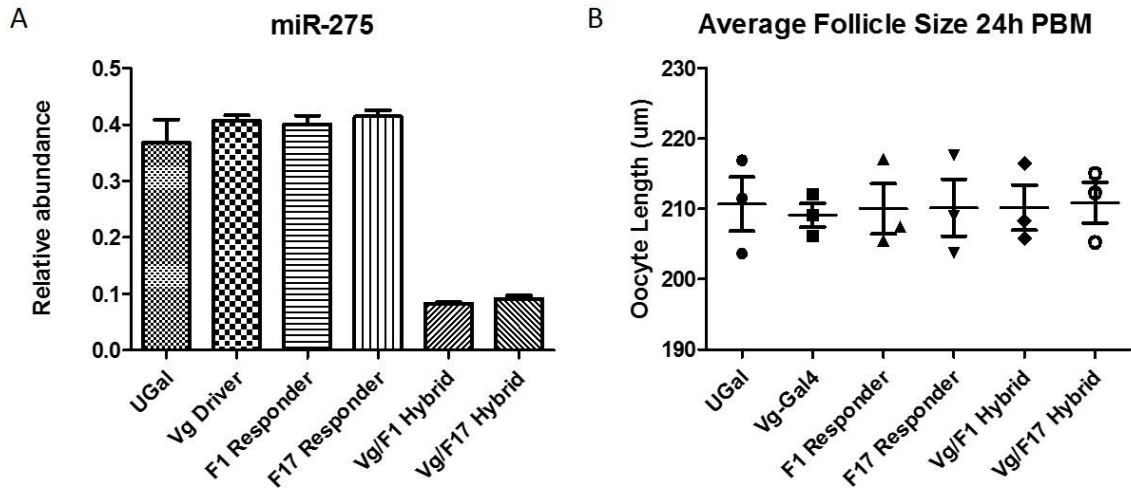 A
miR-275
Relative abundance
0.5
0.4
0.3
0.2
0.1
0.0
UGal
Vg Driver
F1 Responder
F17 Responder
Vg/F1 Hybrid
Vg/F17 Hybrid
B
Average Follicle Size 24h PBM
Oocyte Length (um)
230
220
210
200
190
UGal
Vg-Gal4
F1 Responder
F17 Responder
Vg/F1 Hybrid
Vg/F17 Hybrid